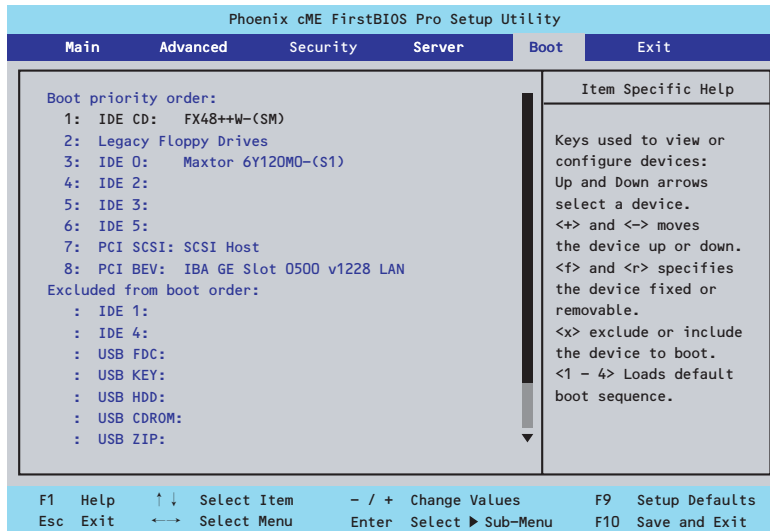 Phoenix cME FirstBIOS Pro Setup Utility
Main Advanced Security Server Boot Exit
Boot priority order:
1: IDE CD: FX48++W-(SM)
2: Legacy Floppy Drives
3: IDE 0: Maxtor 6Y120MO-(S1)
4: IDE 2:
5: IDE 3:
6: IDE 5:
7: PCI SCSI: SCSI Host
8: PCI BEV: IBA GE Slot 0500 v1228 LAN
Excluded from boot order:
: IDE 1:
: IDE 4:
: USB FDC:
: USB KEY:
: USB HDD:
: USB CDROM:
: USB ZIP:
Item Specific Help
Keys used to view or
configure devices:
Up and Down arrows
select a device.
<+> and <-> moves
the device up or down.
<f> and <r> specifies
the device fixed or
removable.
<x> exclude or include
the device to boot.
<1 - 4> Loads default
boot sequence.
F1 Help ↑↓ Select Item - / + Change Values F9 Setup Defaults
Esc Exit ←→ Select Menu Enter Select ▶ Sub-Menu F10 Save and Exit